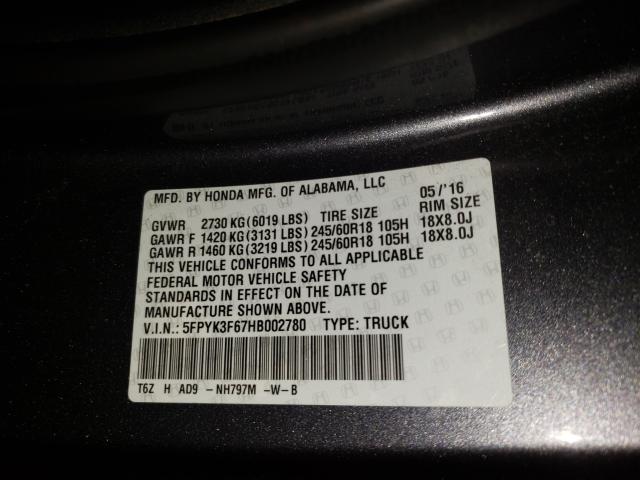 MFD. BY HONDA MFG. OF ALABAMA, LLC 05/'16
GVWR 2730 KG(6019 LBS) TIRE SIZE RIM SIZE
GAWR F 1420 KG(3131 LBS) 245/60R18 105H 18X8.0J
GAWR R 1460 KG(3219 LBS) 245/60R18 105H 18X8.0J
THIS VEHICLE CONFORMS TO ALL APPLICABLE
FEDERAL MOTOR VEHICLE SAFETY
STANDARDS IN EFFECT ON THE DATE OF
MANUFACTURE SHOWN ABOVE.
V.I.N.: 5FPYK3F67HB002780 TYPE: TRUCK
T6Z H AD9 -NH797M -W-B